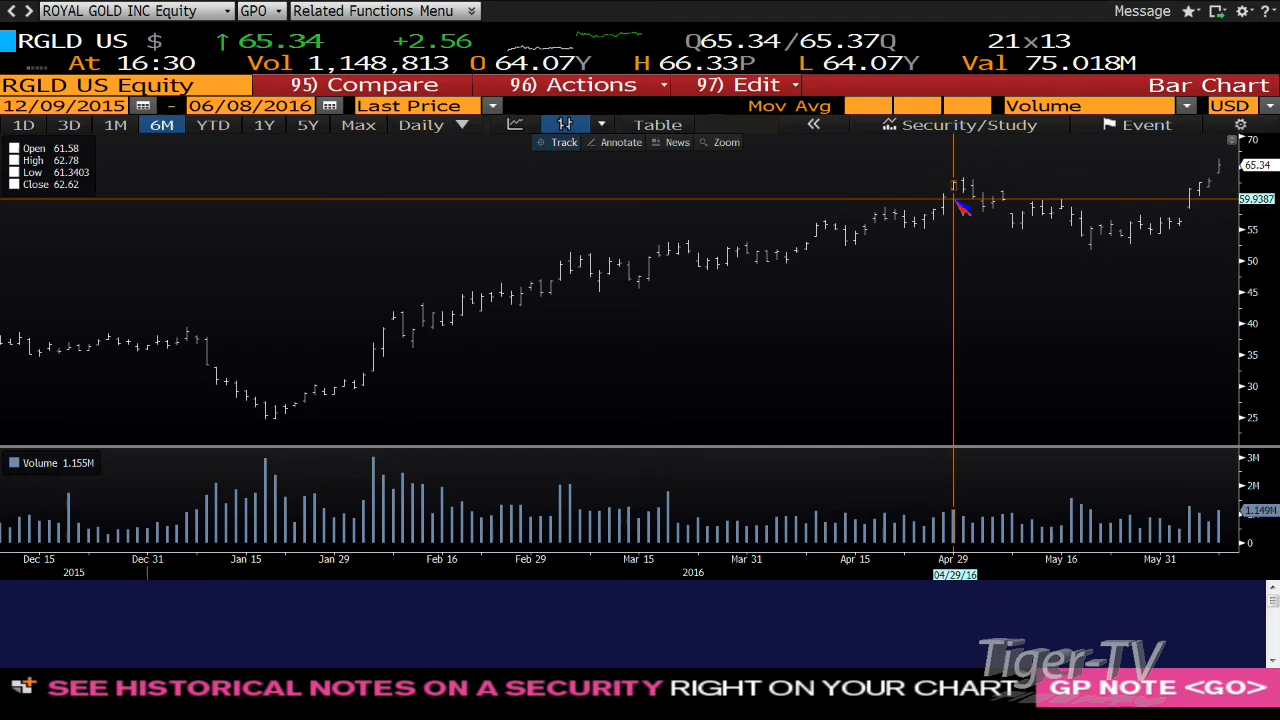 ROYAL GOLD INC Equity GPO Related Functions Menu Message
RGLD US $ 65.34 +2.56 Q65.34/65.37Q 21x13
At 16:30 Vol 1,148,813 O 64.07Y H 66.33P L 64.07Y Val 75.018M
RGLD US Equity 95) Compare 96) Actions 97) Edit Bar Chart
12/09/2015 - 06/08/2016 Last Price Mov Avg Volume USD
1D 3D 1M 6M YTD 1Y 5Y Max Daily Table Security/Study Event
Track Annotate News Zoom
Open 61.58
High 62.78
Low 61.3403
Close 62.62
70
65.34
59.9387
55
50
45
40
35
30
25
Volume 1.155M
3M
2M
1.149M
0
Dec 15 Dec 31 Jan 15 Jan 29 Feb 16 Feb 29 Mar 15 Mar 31 Apr 15 Apr 29 May 16 May 31
2015 2016 04/29/16
Tiger-TV
SEE HISTORICAL NOTES ON A SECURITY RIGHT ON YOUR CHART GP NOTE <GO>